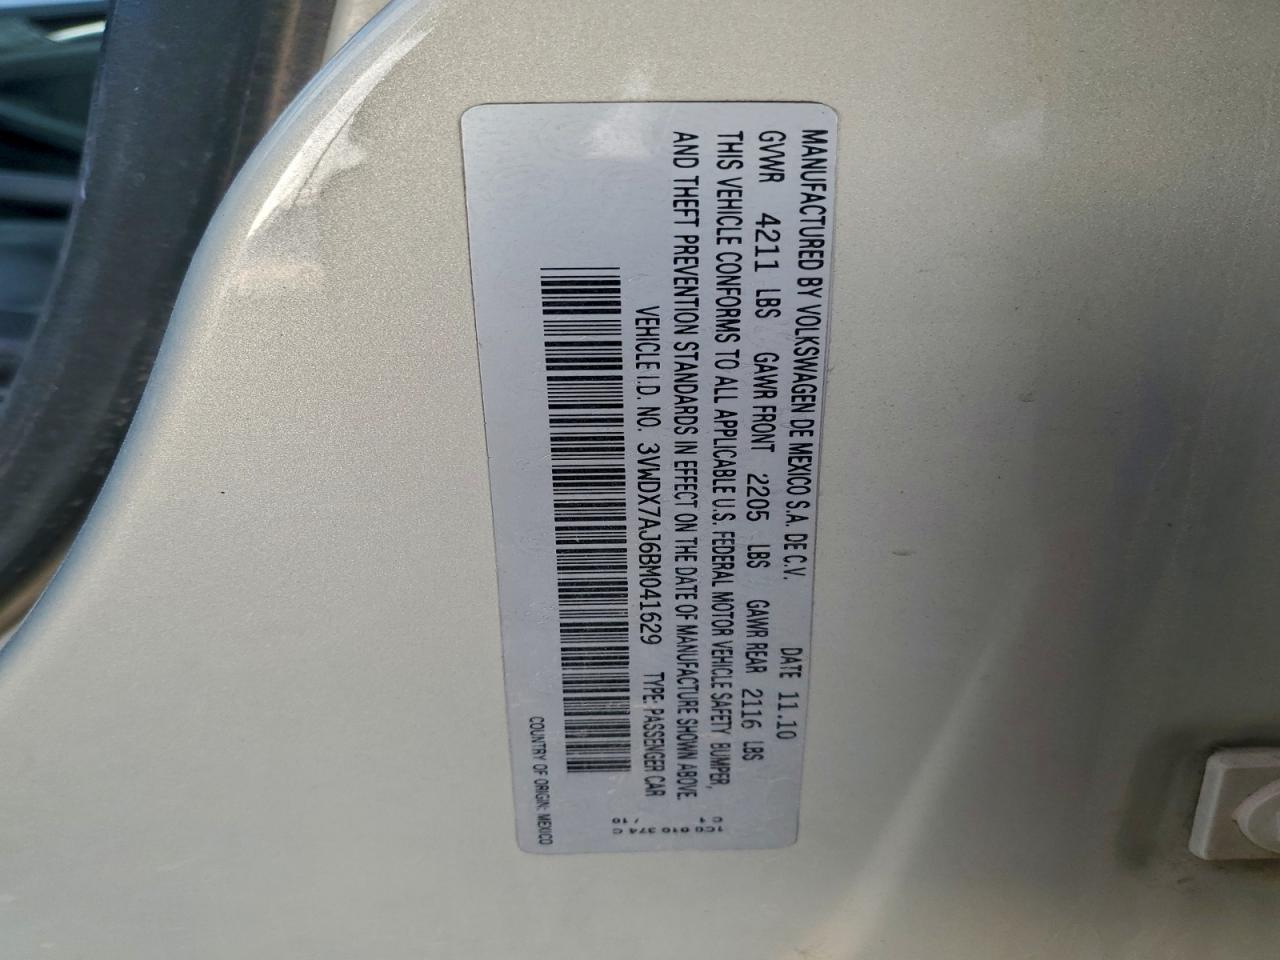 MANUFACTURED BY VOLKSWAGEN DE MEXICO S.A. DE C.V. DATE 11.10
GVWR 4211 LBS GAWR FRONT 2205 LBS GAWR REAR 2116 LBS
THIS VEHICLE CONFORMS TO ALL APPLICABLE U.S. FEDERAL MOTOR VEHICLE SAFETY, BUMPER,
AND THEFT PREVENTION STANDARDS IN EFFECT ON THE DATE OF MANUFACTURE SHOWN ABOVE.
VEHICLE I.D. NO. 3VWDX7AJ6BM041629 TYPE: PASSENGER CAR
COUNTRY OF ORIGIN: MEXICO